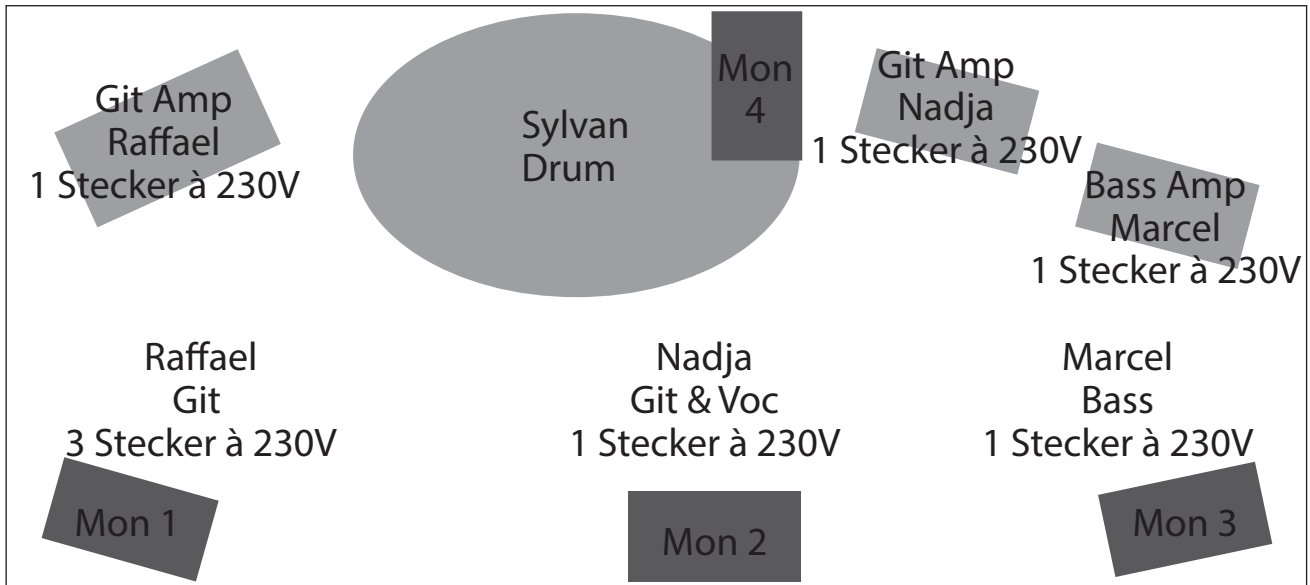 Git Amp
Raffael
1 Stecker à 230V
Sylvan
Drum
Mon
4
Git Amp
Nadja
1 Stecker à 230V
Bass Amp
Marcel
1 Stecker à 230V
Raffael
Git
3 Stecker à 230V
Nadja
Git & Voc
1 Stecker à 230V
Marcel
Bass
1 Stecker à 230V
Mon 1
Mon 2
Mon 3